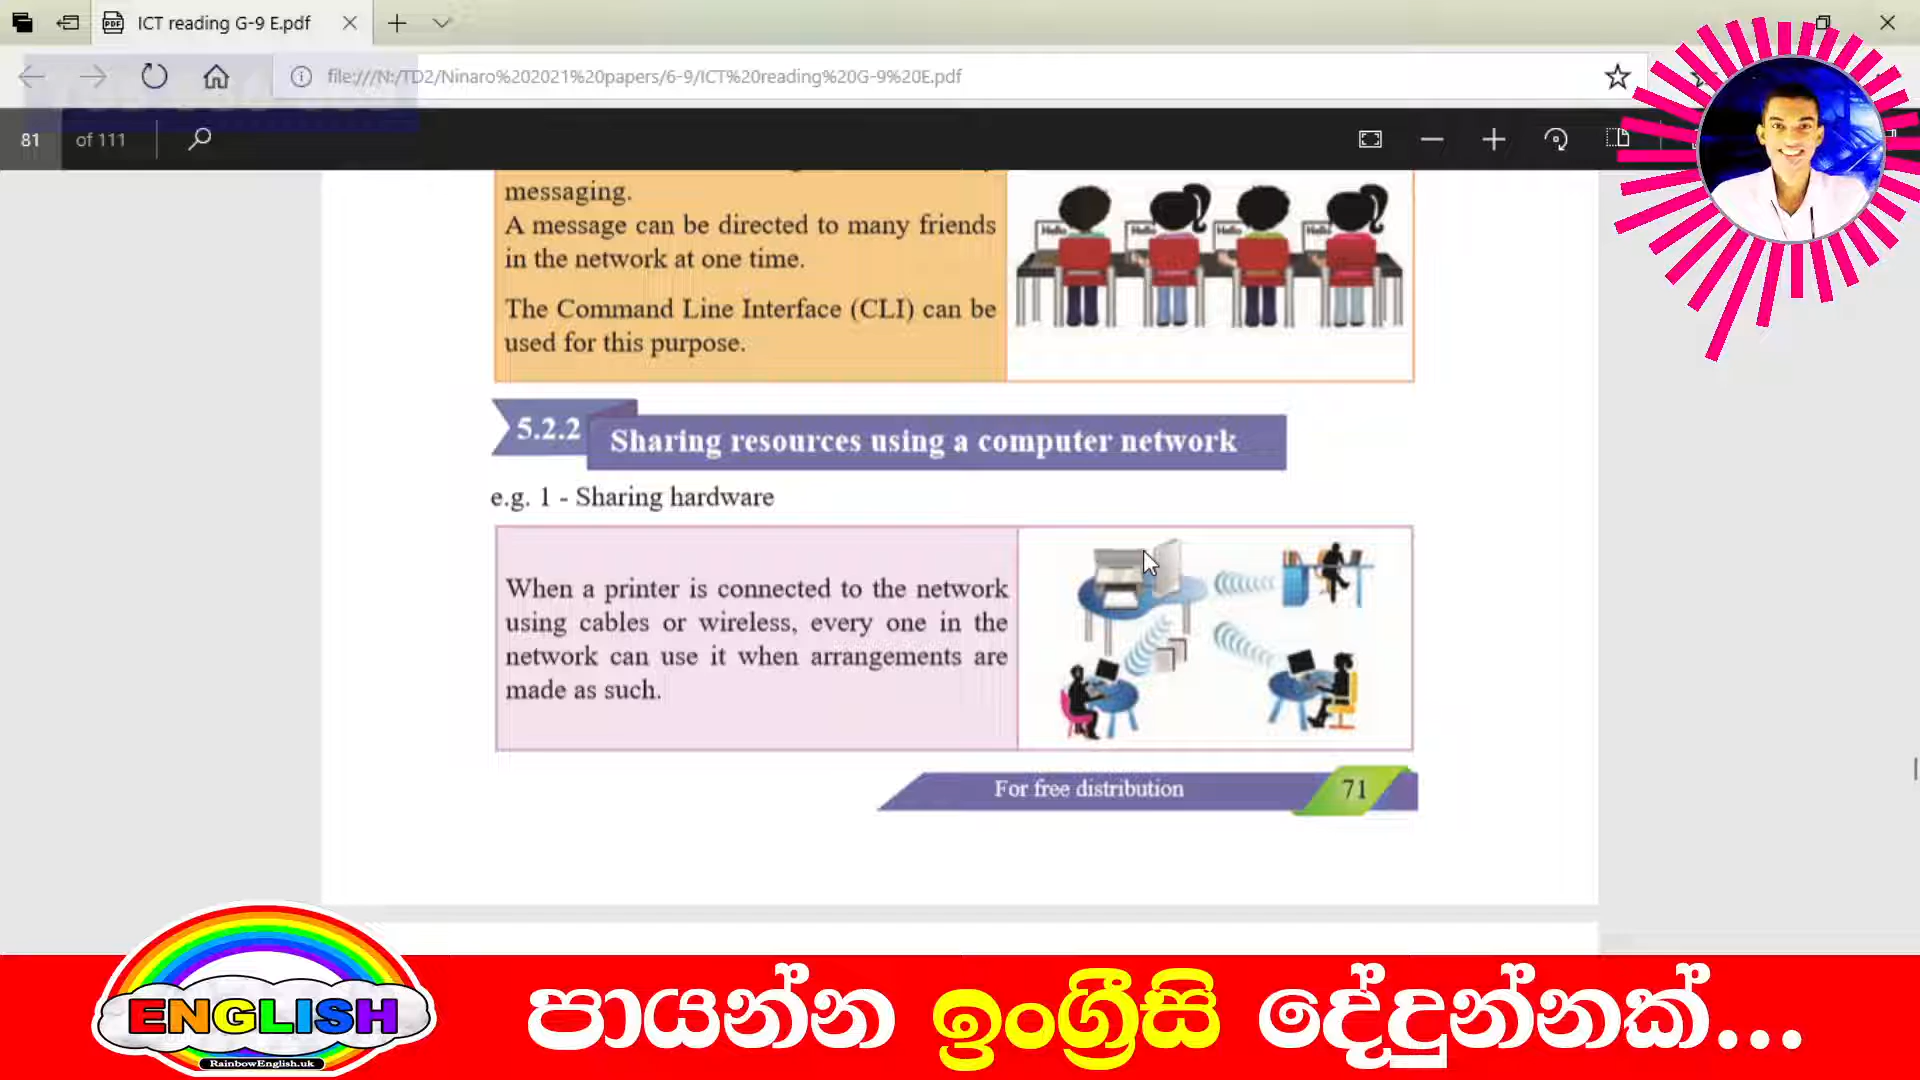 ICT reading G-9 E.pdf
file:///N:/TD2/Ninaro%202021%20papers/6-9/ICT%20reading%20G-9%20E.pdf
81 of 111
messaging.
A message can be directed to many friends
in the network at one time.
The Command Line Interface (CLI) can be
used for this purpose.
Hello Hello Hello Hello
5.2.2 Sharing resources using a computer network
e.g. 1 - Sharing hardware
When a printer is connected to the network
using cables or wireless, every one in the
network can use it when arrangements are
made as such.
For free distribution 71
ENGLISH
RainbowEnglish.uk
පායන්න ඉංග්‍රීසි දේදුන්නක්...